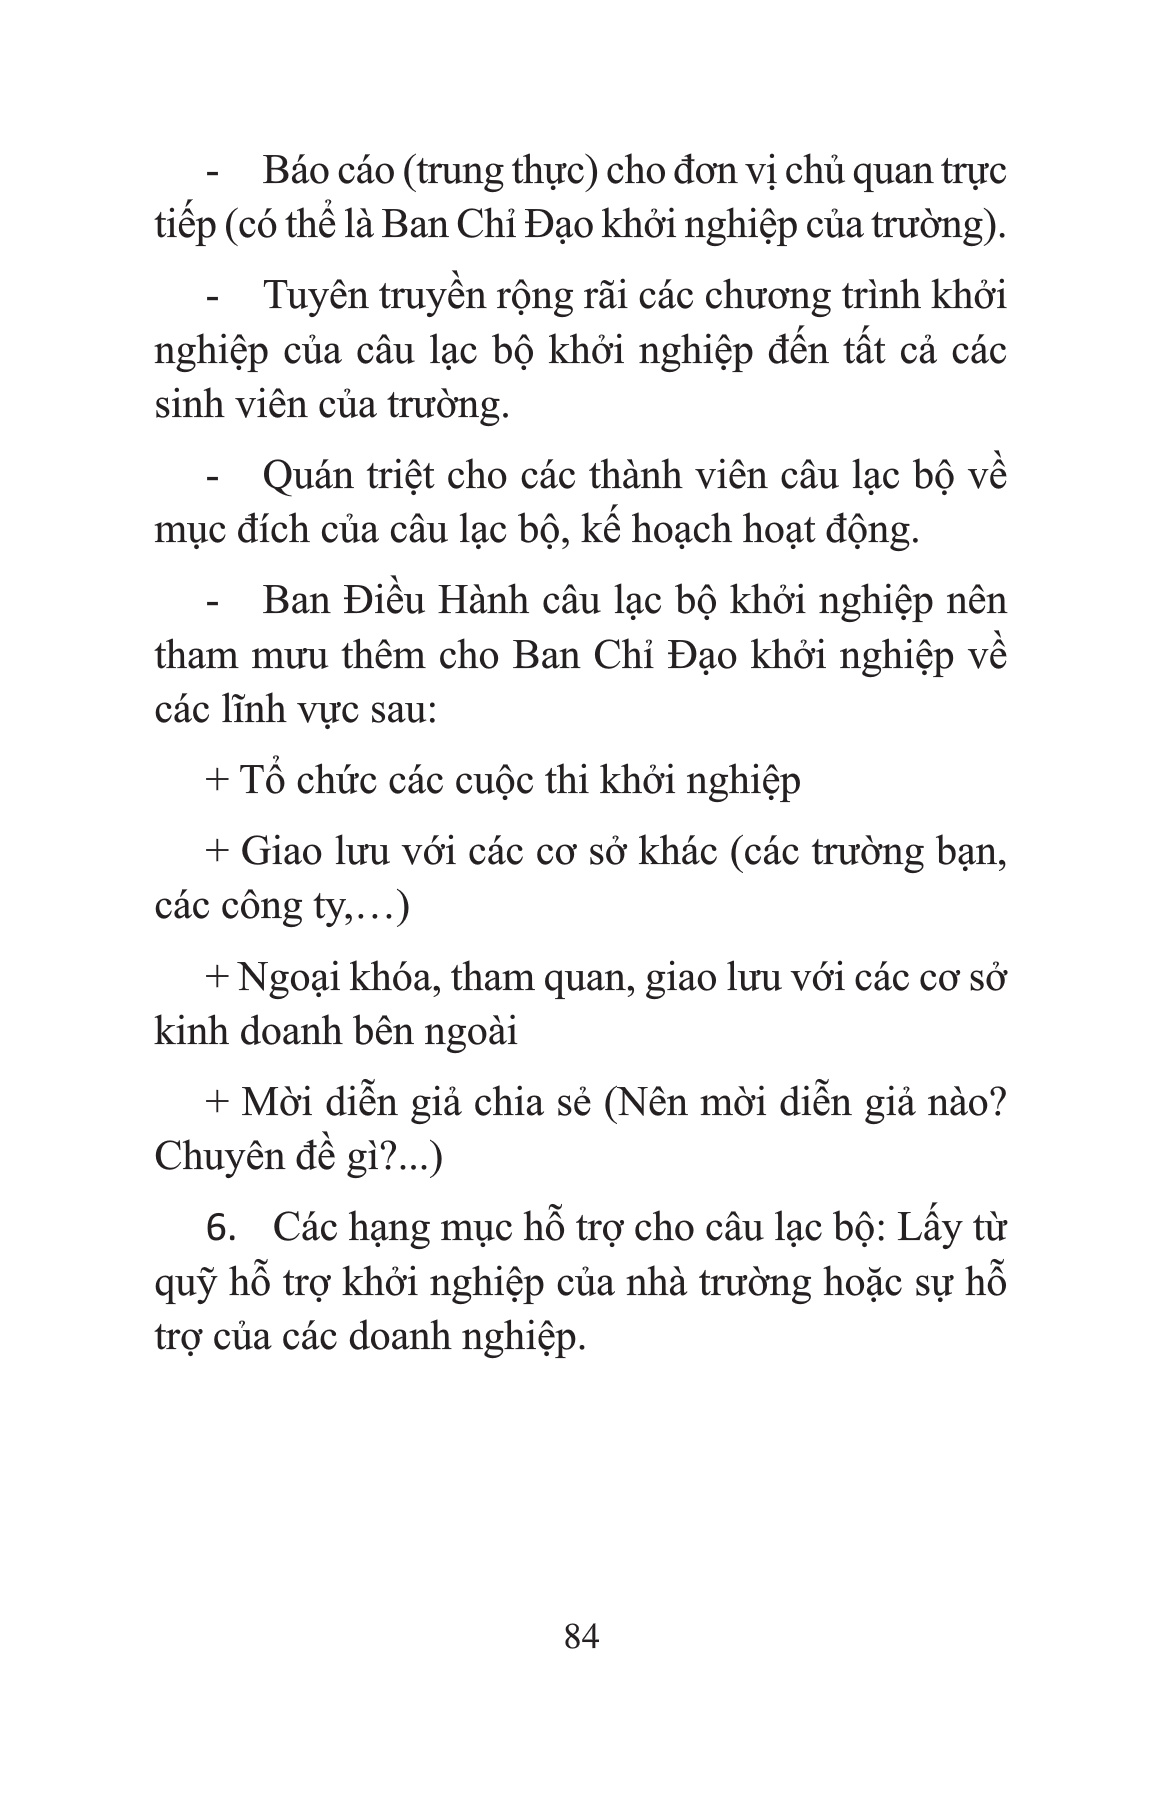 - Báo cáo (trung thực) cho đơn vị chủ quan trực
tiếp (có thể là Ban Chỉ Đạo khởi nghiệp của trường).
- Tuyên truyền rộng rãi các chương trình khởi
nghiệp của câu lạc bộ khởi nghiệp đến tất cả các
sinh viên của trường.
- Quán triệt cho các thành viên câu lạc bộ về
mục đích của câu lạc bộ, kế hoạch hoạt động.
- Ban Điều Hành câu lạc bộ khởi nghiệp nên
tham mưu thêm cho Ban Chỉ Đạo khởi nghiệp về
các lĩnh vực sau:
+ Tổ chức các cuộc thi khởi nghiệp
+ Giao lưu với các cơ sở khác (các trường bạn,
các công ty,…)
+ Ngoại khóa, tham quan, giao lưu với các cơ sở
kinh doanh bên ngoài
+ Mời diễn giả chia sẻ (Nên mời diễn giả nào?
Chuyên đề gì?...)
6. Các hạng mục hỗ trợ cho câu lạc bộ: Lấy từ
quỹ hỗ trợ khởi nghiệp của nhà trường hoặc sự hỗ
trợ của các doanh nghiệp.
84